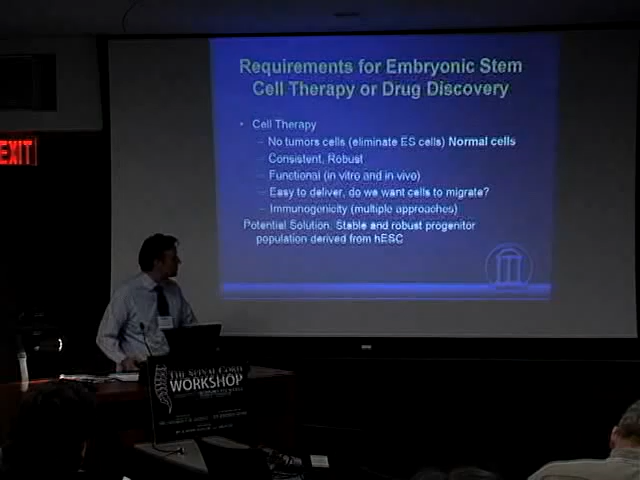 Requirements for Embryonic Stem
Cell Therapy or Drug Discovery
• Cell Therapy
– No tumors cells (eliminate ES cells) Normal cells
– Consistent, Robust
– Functional (in vitro and in vivo)
– Easy to deliver, do we want cells to migrate?
– Immunogenicity (multiple approaches)
Potential Solution. Stable and robust progenitor
population derived from hESC
EXIT
THE SPINAL CORD
WORKSHOP